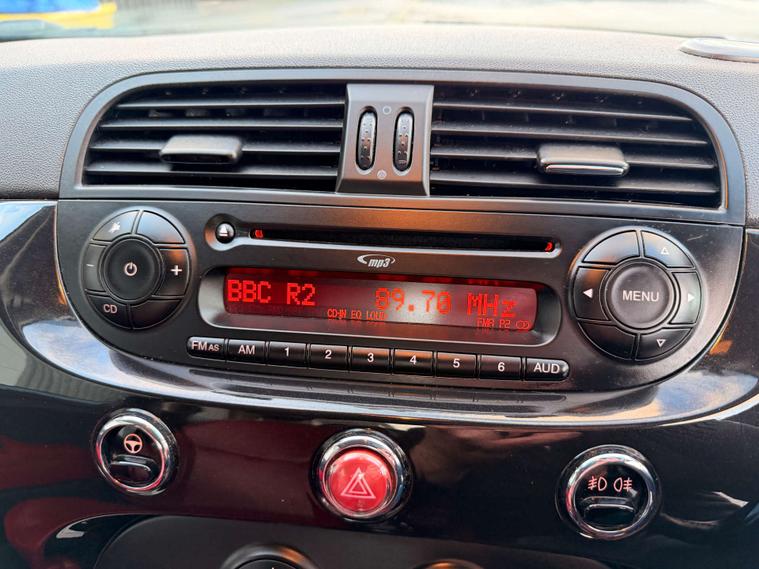 mp3
BBC R2 89.70 MHz
CD-IN EQ LOUD FMA P2
+
-
CD
MENU
FM AS AM 1 2 3 4 5 6 AUD